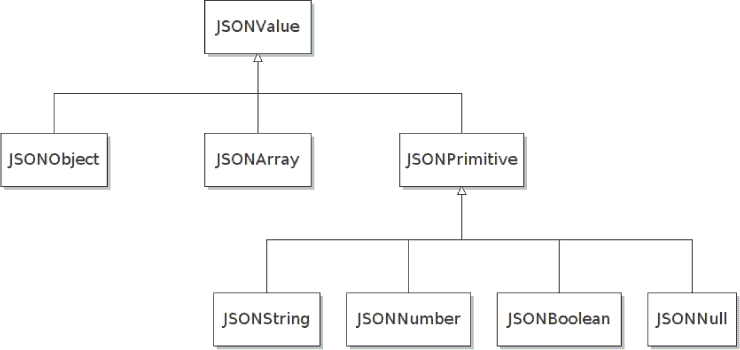 JSONValue
JSONObject
JSONArray
JSONPrimitive
JSONString
JSONNumber
JSONBoolean
JSONNull